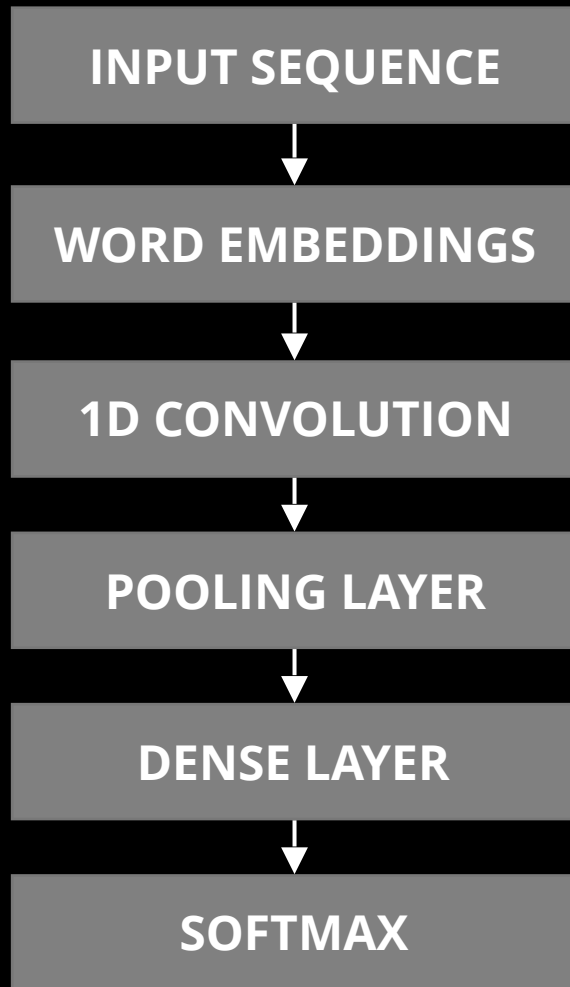 INPUT SEQUENCE
WORD EMBEDDINGS
1D CONVOLUTION
POOLING LAYER
DENSE LAYER
SOFTMAX